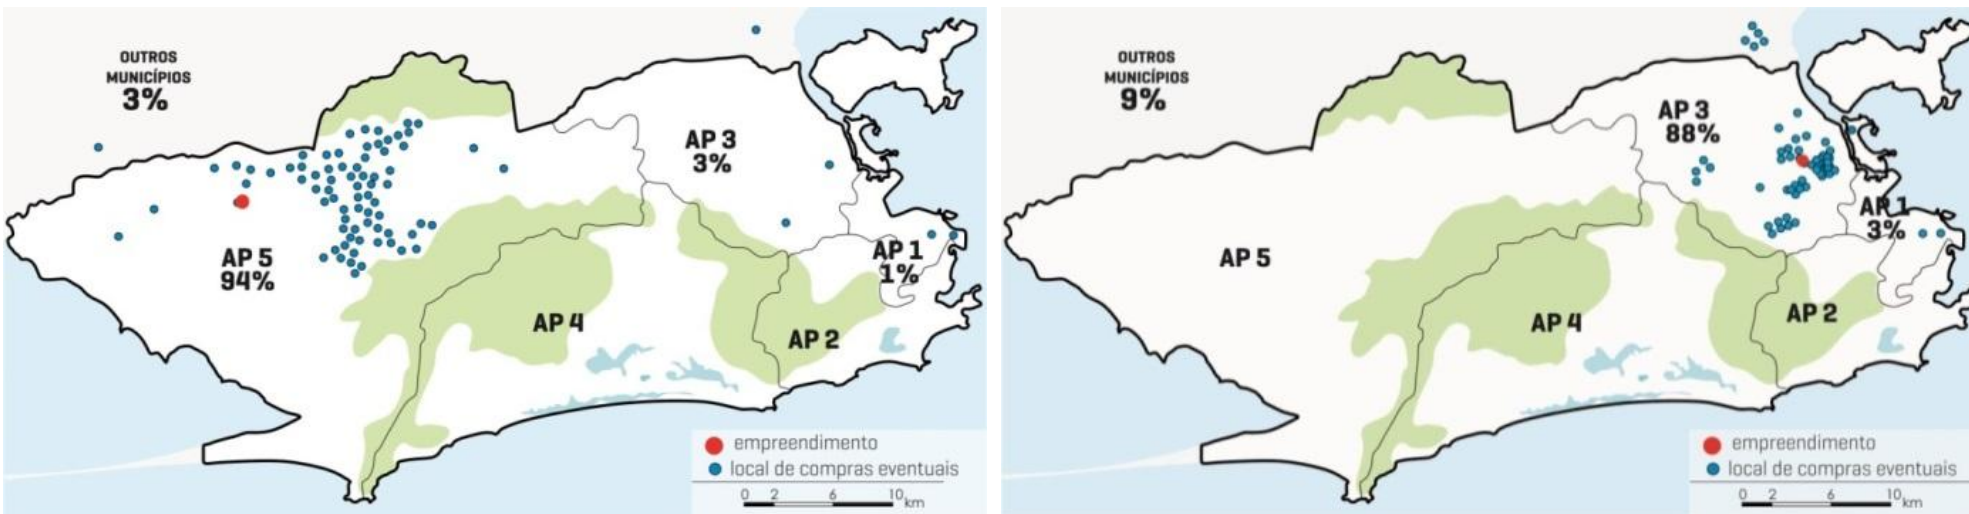 OUTROS
MUNICÍPIOS
3%
AP 3
3%
AP 1
1%
AP 5
94%
AP 4
AP 2
empreendimento
local de compras eventuais
0 2 6 10 km
OUTROS
MUNICÍPIOS
9%
AP 3
88%
AP 1
3%
AP 5
AP 4
AP 2
empreendimento
local de compras eventuais
0 2 6 10 km